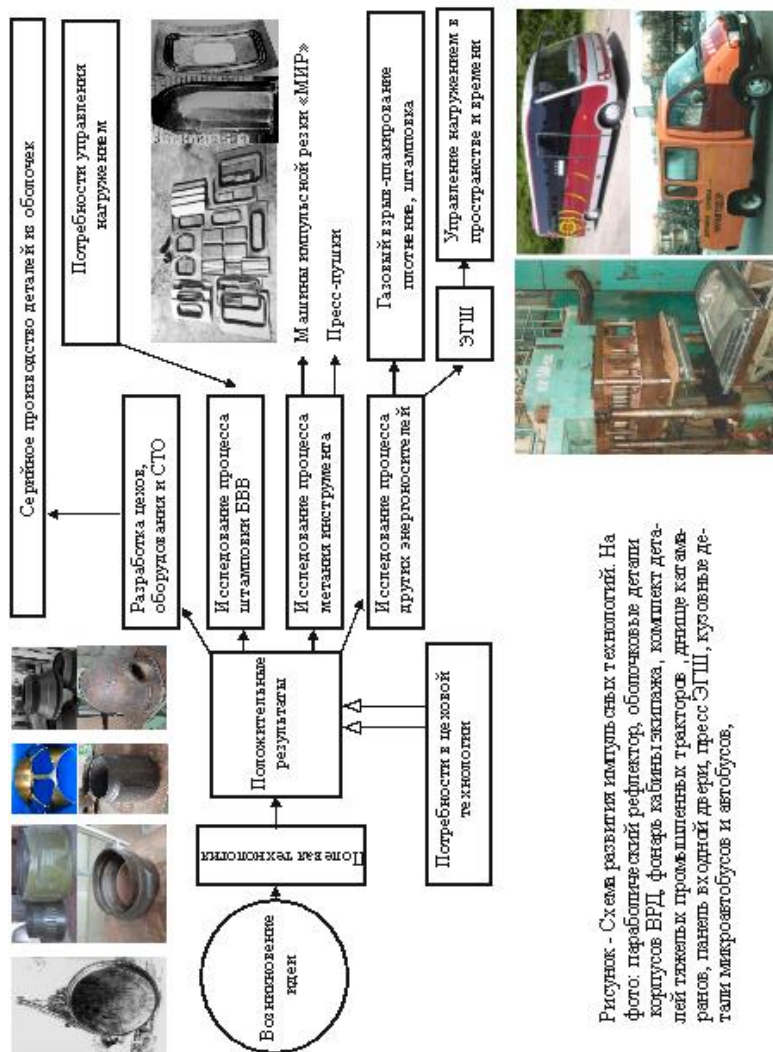 Возникновение
идеи
Полевая технология
Положительные
результаты
Потребности в цеховой
технологии
Разработка цехов,
оборудования и СТО
Серийное производство деталей из оболочек
Потребности управления
нагружением
Исследование процесса
штамповки БВВ
Исследование процесса
метания инструмента
Машины импульсной резки «МИР»
Пресс-пушки
Исследование процесса
других энергоносителей
Газовый взрыв-плакирование
плотнение, штамповка
ЭГШ
Управление нагружением в
пространстве и времени
Рисунок - Схема развития импульсных технологий. На
фото: параболический рефлектор, оболочковые детали
корпусов ВРД, фонарь кабины экипажа, комплект дета-
лей тяжелых промышленных тракторов, днище катама-
ранов, панель входной двери, пресс ЭГШ, кузовные де-
тали микроавтобусов и автобусов,